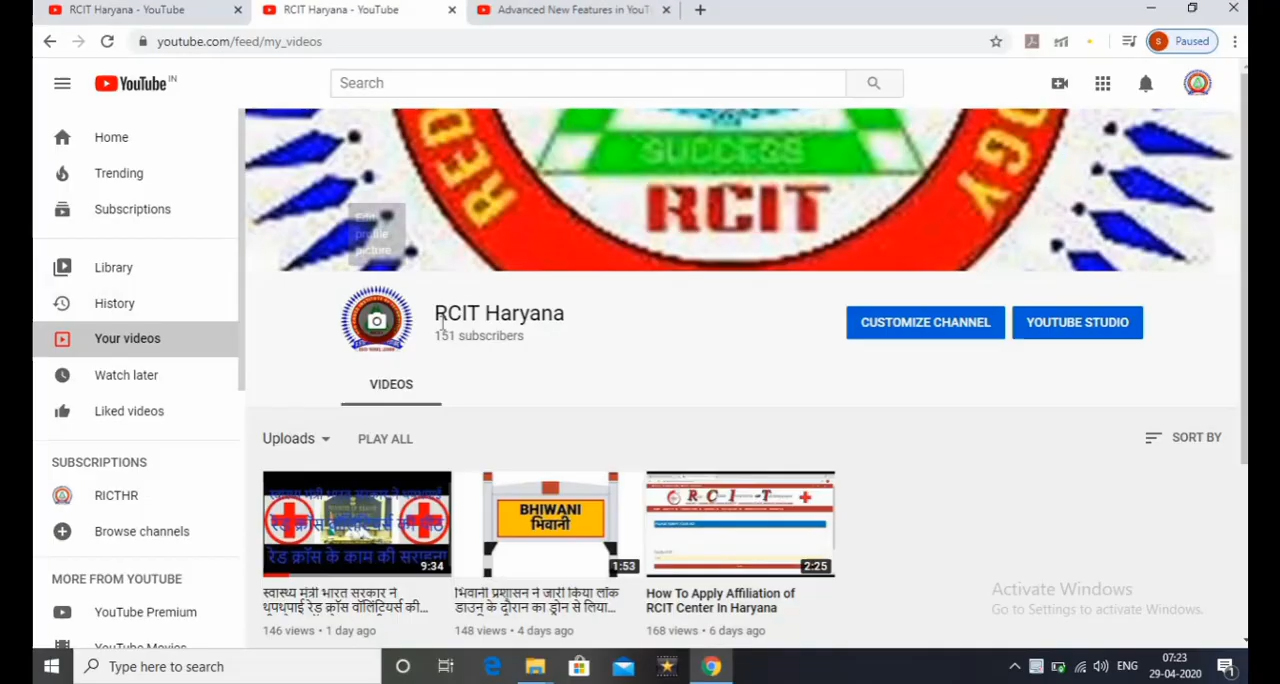 RCIT Haryana - YouTube
RCIT Haryana - YouTube
Advanced New Features in YouT
youtube.com/feed/my_videos
S Paused
YouTube IN
Search
Home
Trending
Subscriptions
Library
History
Your videos
Watch later
Liked videos
SUBSCRIPTIONS
RICTHR
Browse channels
MORE FROM YOUTUBE
YouTube Premium
SUCCESS
RCIT
Edit
profile
picture
RCIT Haryana
151 subscribers
CUSTOMIZE CHANNEL
YOUTUBE STUDIO
VIDEOS
Uploads
PLAY ALL
SORT BY
रेड क्रॉस के काम की सराहना
9:34
BHIWANI
भिवानी
1:53
R C I T
2:25
स्वास्थ्य मंत्री भारत सरकार ने
थपथपाई रेड क्रॉस वॉलिंटियर्स की...
146 views • 1 day ago
भिवानी प्रशासन ने जारी किया लॉक
डाउन के दौरान का ड्रोन से लिया...
148 views • 4 days ago
How To Apply Affiliation of
RCIT Center In Haryana
168 views • 6 days ago
Activate Windows
Go to Settings to activate Windows.
Type here to search
ENG
07:23
29-04-2020
1